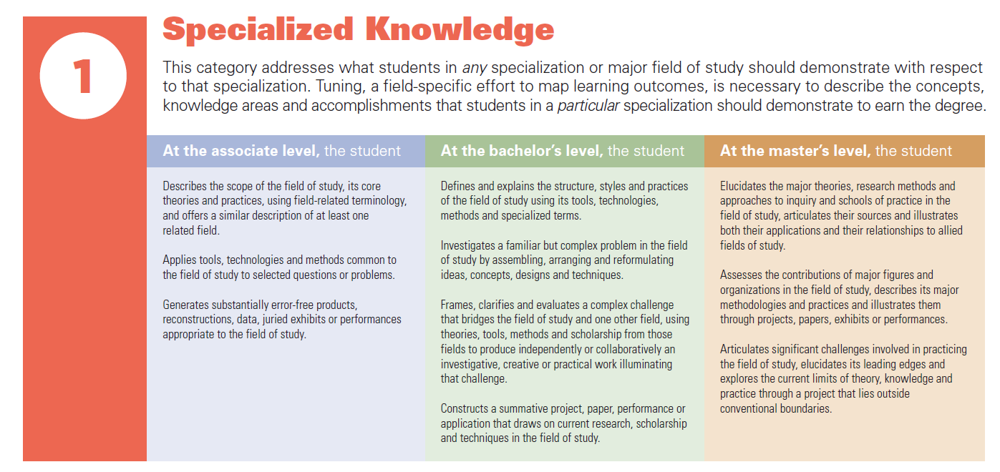 1
Specialized Knowledge
This category addresses what students in any specialization or major field of study should demonstrate with respect
to that specialization. Tuning, a field-specific effort to map learning outcomes, is necessary to describe the concepts,
knowledge areas and accomplishments that students in a particular specialization should demonstrate to earn the degree.
At the associate level, the student
Describes the scope of the field of study, its core
theories and practices, using field-related terminology,
and offers a similar description of at least one
related field.
Applies tools, technologies and methods common to
the field of study to selected questions or problems.
Generates substantially error-free products,
reconstructions, data, juried exhibits or performances
appropriate to the field of study.
At the bachelor’s level, the student
Defines and explains the structure, styles and practices
of the field of study using its tools, technologies,
methods and specialized terms.
Investigates a familiar but complex problem in the field
of study by assembling, arranging and reformulating
ideas, concepts, designs and techniques.
Frames, clarifies and evaluates a complex challenge
that bridges the field of study and one other field, using
theories, tools, methods and scholarship from those
fields to produce independently or collaboratively an
investigative, creative or practical work illuminating
that challenge.
Constructs a summative project, paper, performance or
application that draws on current research, scholarship
and techniques in the field of study.
At the master’s level, the student
Elucidates the major theories, research methods and
approaches to inquiry and schools of practice in the
field of study, articulates their sources and illustrates
both their applications and their relationships to allied
fields of study.
Assesses the contributions of major figures and
organizations in the field of study, describes its major
methodologies and practices and illustrates them
through projects, papers, exhibits or performances.
Articulates significant challenges involved in practicing
the field of study, elucidates its leading edges and
explores the current limits of theory, knowledge and
practice through a project that lies outside
conventional boundaries.